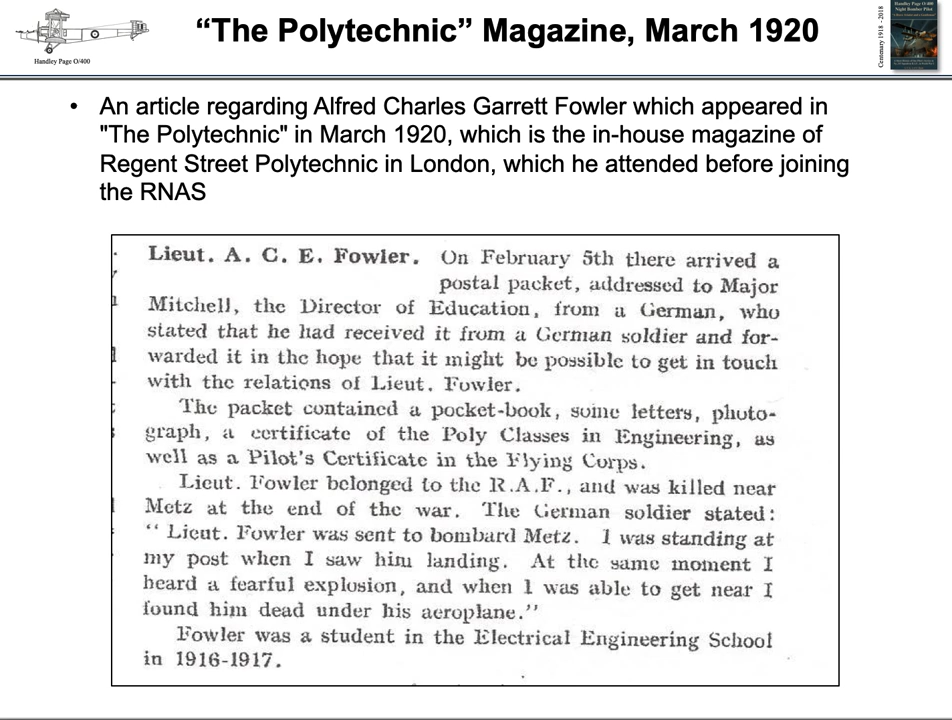 “The Polytechnic” Magazine, March 1920
Handley Page O/400
Centenary 1918 - 2018
Handley Page O/400
Night Bomber Pilot
• An article regarding Alfred Charles Garrett Fowler which appeared in
"The Polytechnic" in March 1920, which is the in-house magazine of
Regent Street Polytechnic in London, which he attended before joining
the RNAS
Lieut. A. C. E. Fowler. On February 5th there arrived a
postal packet, addressed to Major
Mitchell, the Director of Education, from a German, who
stated that he had received it from a German soldier and for-
warded it in the hope that it might be possible to get in touch
with the relations of Lieut. Fowler.
The packet contained a pocket-book, some letters, photo-
graph, a certificate of the Poly Classes in Engineering, as
well as a Pilot's Certificate in the Flying Corps.
Lieut. Fowler belonged to the R.A.F., and was killed near
Metz at the end of the war. The German soldier stated:
“ Lieut. Fowler was sent to bombard Metz. I was standing at
my post when I saw him landing. At the same moment I
heard a fearful explosion, and when I was able to get near I
found him dead under his aeroplane.”
Fowler was a student in the Electrical Engineering School
in 1916-1917.